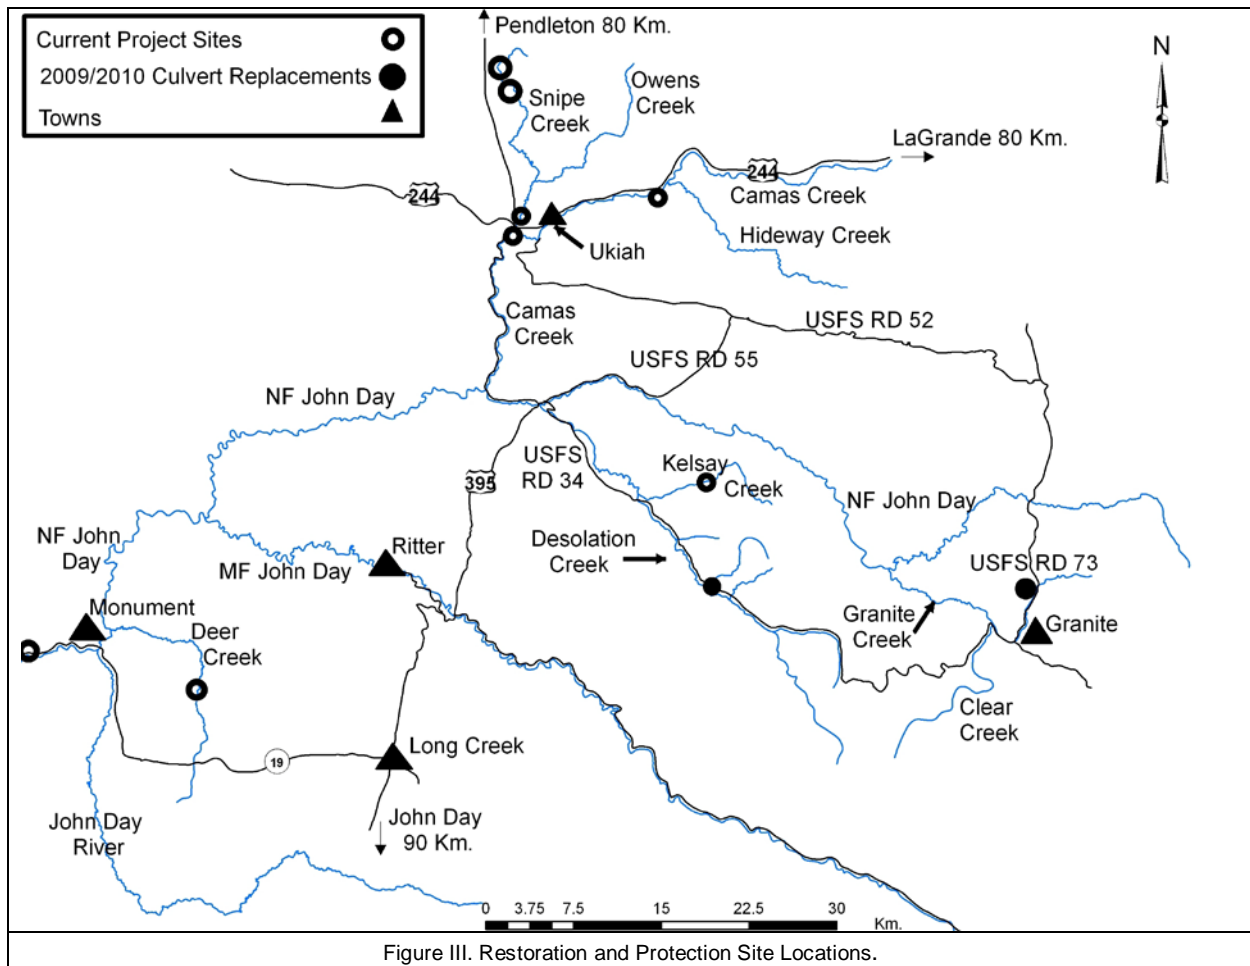 Pendleton 80 Km.
Current Project Sites
2009/2010 Culvert Replacements
Towns
N
Snipe
Creek
Owens
Creek
LaGrande 80 Km.
244
244
Camas Creek
Hideway Creek
Ukiah
Camas
Creek
USFS RD 52
USFS RD 55
NF John Day
USFS
RD 34
395
Kelsay
Creek
NF John Day
NF John
Day
Ritter
MF John Day
Desolation
Creek
USFS RD 73
Monument
Deer
Creek
Granite
Creek
Granite
Clear
Creek
Long Creek
19
John Day
River
John Day
90 Km.
0 3.75 7.5 15 22.5 30
Km.
Figure III. Restoration and Protection Site Locations.